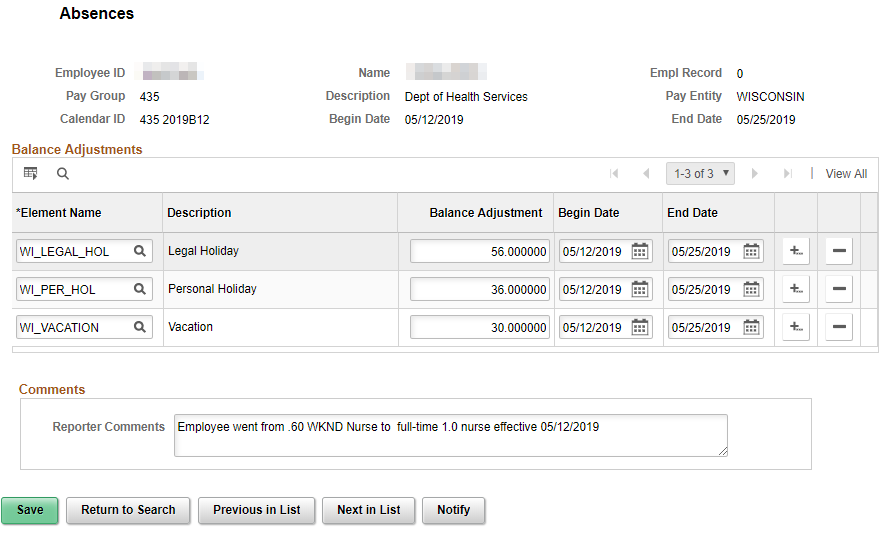 Absences
Employee ID Name Empl Record 0
Pay Group 435 Description Dept of Health Services Pay Entity WISCONSIN
Calendar ID 435 2019B12 Begin Date 05/12/2019 End Date 05/25/2019
Balance Adjustments
1-3 of 3 View All
*Element Name Description Balance Adjustment Begin Date End Date
WI_LEGAL_HOL Legal Holiday 56.000000 05/12/2019 05/25/2019
WI_PER_HOL Personal Holiday 36.000000 05/12/2019 05/25/2019
WI_VACATION Vacation 30.000000 05/12/2019 05/25/2019
Comments
Reporter Comments Employee went from .60 WKND Nurse to full-time 1.0 nurse effective 05/12/2019
Save Return to Search Previous in List Next in List Notify